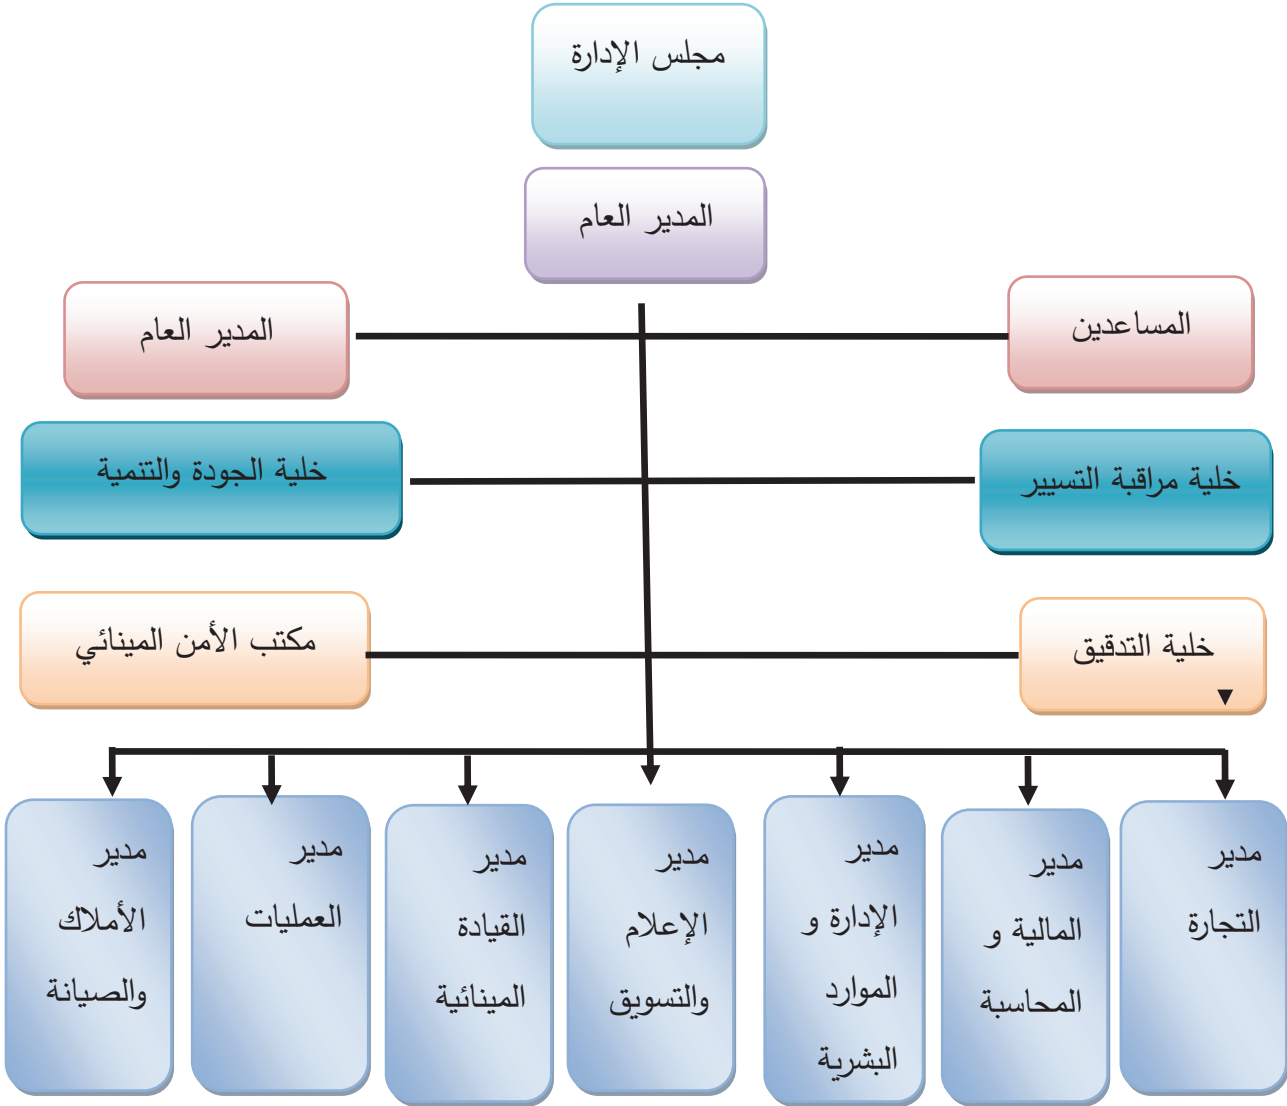 مجلس الإدارة
المدير العام
المساعدين
المدير العام
خلية مراقبة التسيير
خلية الجودة والتنمية
خلية التدقيق
مكتب الأمن المينائي
مدير
التجارة
مدير
المالية و
المحاسبة
مدير
الإدارة و
الموارد
البشرية
مدير
الإعلام
والتسويق
مدير
القيادة
المينائية
مدير
العمليات
مدير
الأملاك
والصيانة